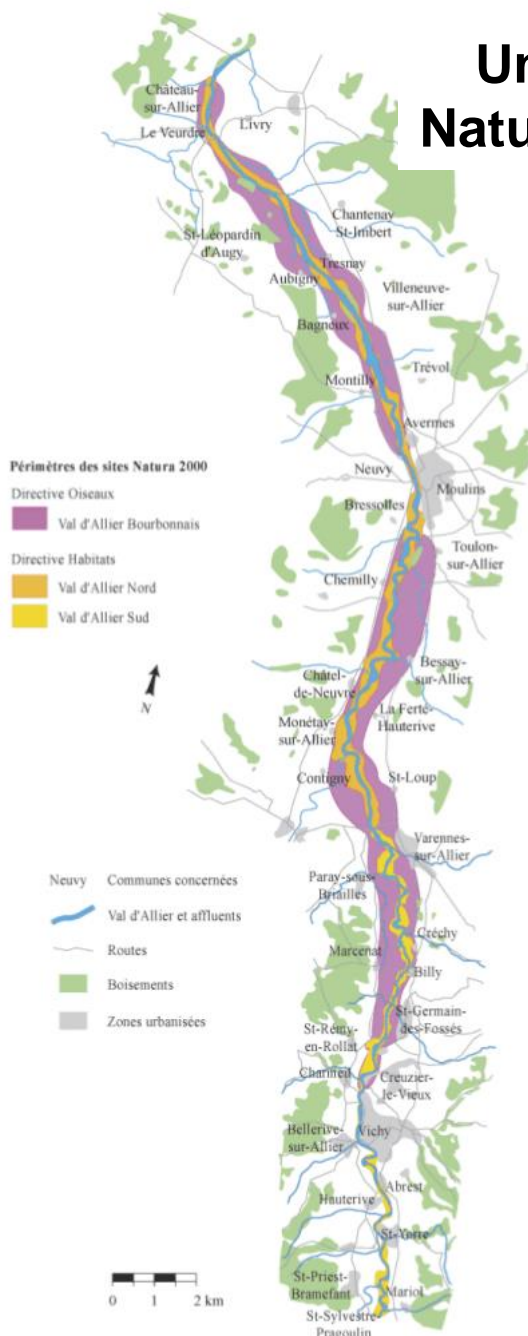 Un
Natu
Château-
sur-Allier
Livry
Le Veurdre
Chantenay
St-Imbert
St-Léopardin
d'Augy
Tresnay
Aubigny
Villeneuve-
sur-Allier
Bagneux
Trévol
Montilly
Avermes
Neuvy
Moulins
Bressolles
Toulon-
sur-Allier
Chemilly
Bessay-
sur-Allier
Châtel-
de-Neuvre
La Ferté-
Hauterive
Monétay-
sur-Allier
Contigny
St-Loup
Varennes-
sur-Allier
Paray-sous-
Briailles
Créchy
Marcenat
Billy
St-Germain-
des-Fossés
St-Rémy-
en-Rollat
Charmeil
Creuzier-
le-Vieux
Bellerive-
sur-Allier
Vichy
Abrest
Hauterive
St-Yorre
St-Priest-
Bramefant
Mariol
St-Sylvestre-
Pragoulin
Périmètres des sites Natura 2000
Directive Oiseaux
Val d'Allier Bourbonnais
Directive Habitats
Val d'Allier Nord
Val d'Allier Sud
N
Neuvy Communes concernées
Val d'Allier et affluents
Routes
Boisements
Zones urbanisées
0 1 2 km